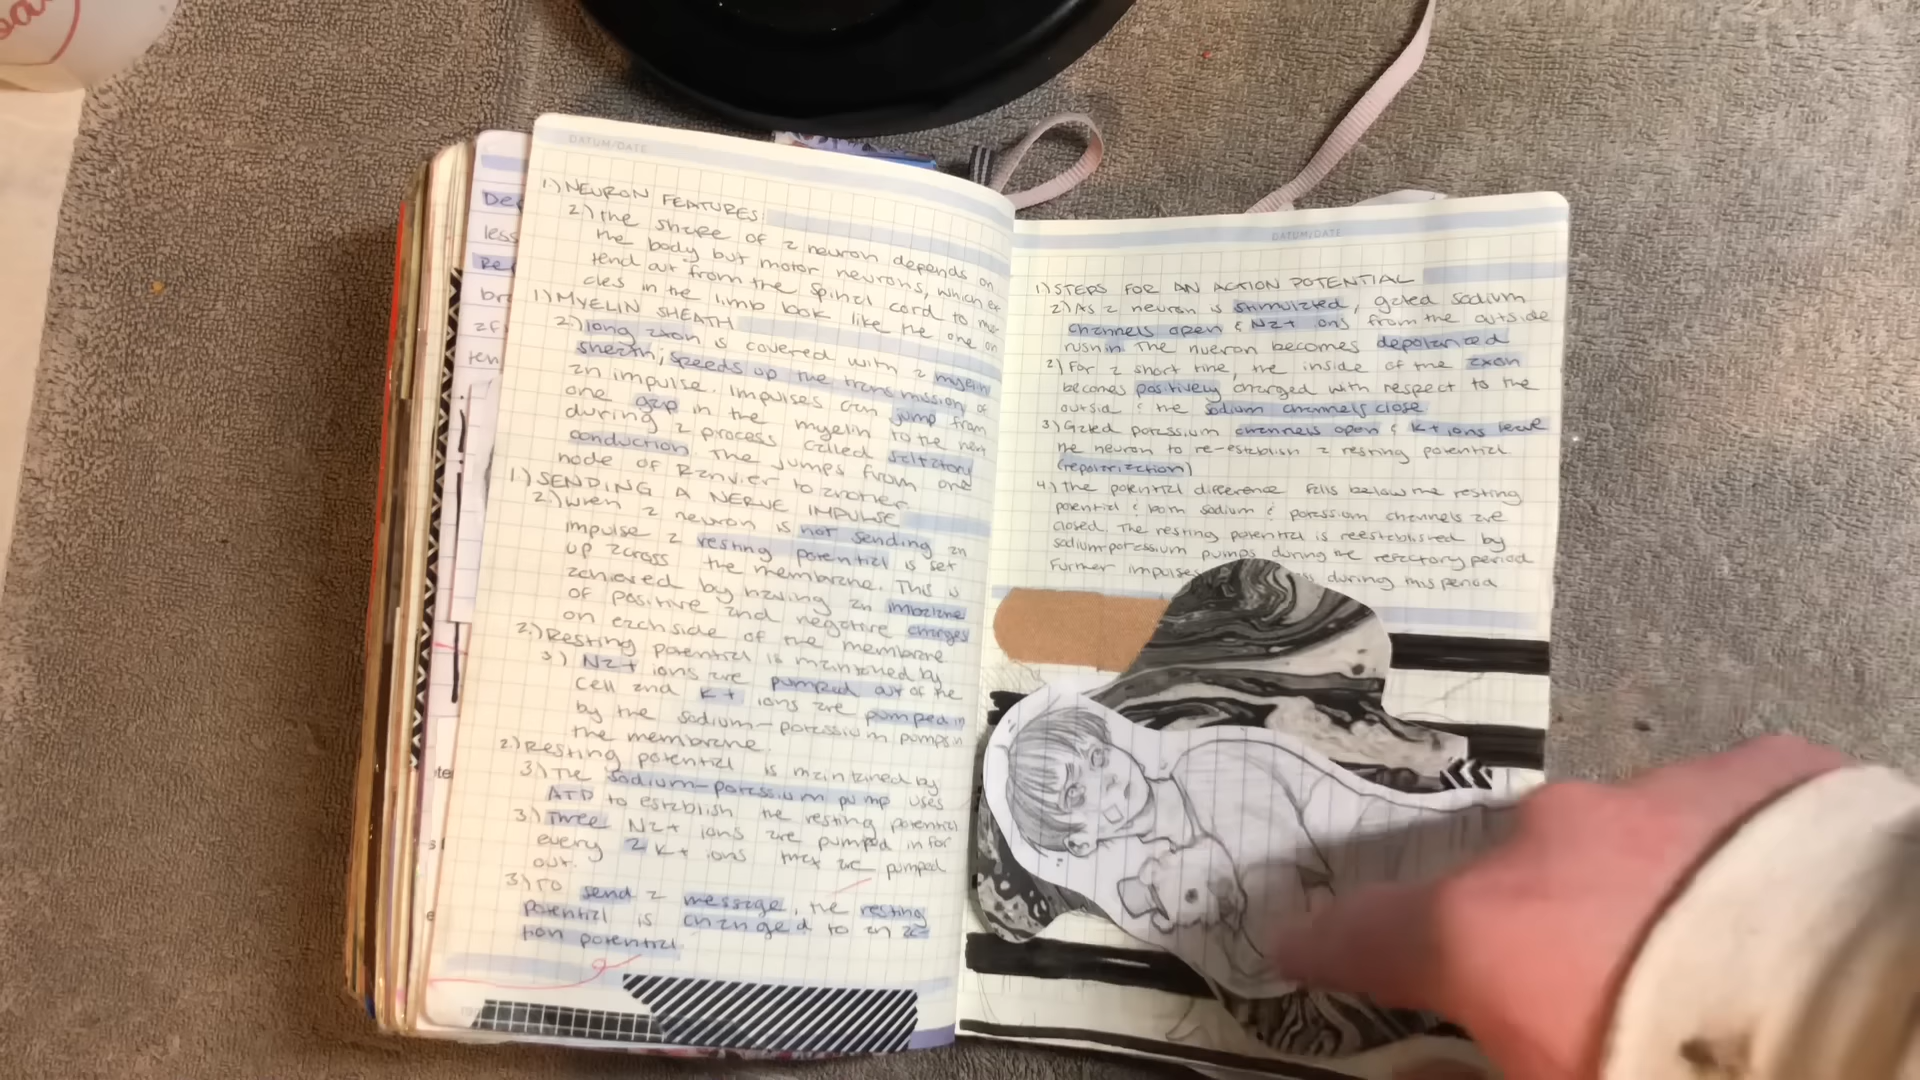 DATUM/DATE
1.) NEURON FEATURES:
2.) the shape of a neuron depends on
the body but motor neurons, which ex
tend out from the spinal cord to mus
cles in the limb look like the one on
1.) MYELIN SHEATH
2.) long axon is covered with a myelin
sheath; speeds up the transmission of
an impulse. Impulses can jump from
one gap in the myelin to the next
during a process called saltatory
conduction. The jumps from one
node of Ranvier to another.
1.) SENDING A NERVE IMPULSE
2.) when a neuron is not sending an
impulse a resting potential is set
up across the membrane. This is
achieved by having an imbalane
of positive and negative charges
on each side of the membrane
2.) Resting potential is maintained by
3.) Na+ ions are pumped out of the
cell and K+ ions are pumped in
by the sodium-potassium pumps in
the membrane.
2.) Resting potential is maintained by
3.) The sodium-potassium pump uses
ATP to establish the resting potential
3.) Three Na+ ions are pumped in for
every 2 K+ ions that are pumped
out.
3.) To send a message, the resting
potential is changed to an ac-
tion potential.
DATUM/DATE
1) STEPS FOR AN ACTION POTENTIAL
2) As a neuron is stimulated, gated sodium
channels open & Na+ ions from the outside
rush in. The nueron becomes depolarized
2) For a short time, the inside of the axon
becomes positively charged with respect to the
outsid & the sodium channels close
3) Gated potassium channels open & K+ ions leave
the neuron to re-establish a resting potential
(repolarization)
4) The potential difference falls below the resting
potential & both sodium & potassium channels are
closed. The resting potential is reestablished by
sodium-potassium pumps during the refractory period
Further impulses during this period
Def
less
Re
bra
af
ten